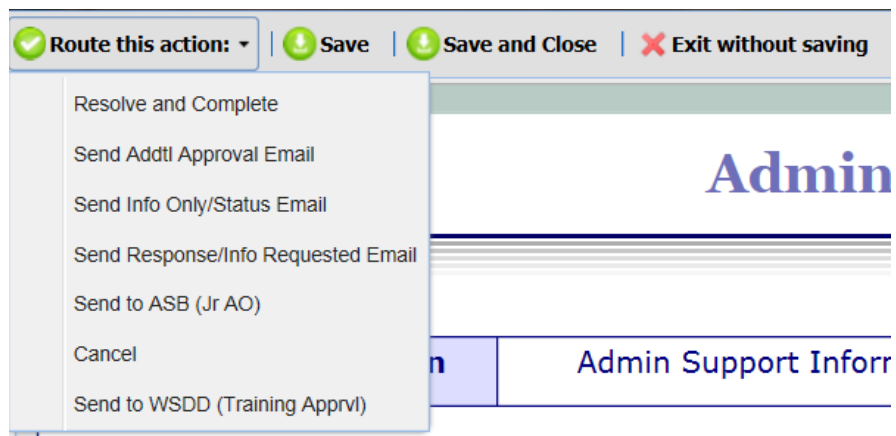 Route this action: Save Save and Close Exit without saving
Resolve and Complete
Send Addtl Approval Email
Admin
Send Info Only/Status Email
Send Response/Info Requested Email
Send to ASB (Jr AO)
Cancel
n Admin Support Inforr
Send to WSDD (Training Apprvl)